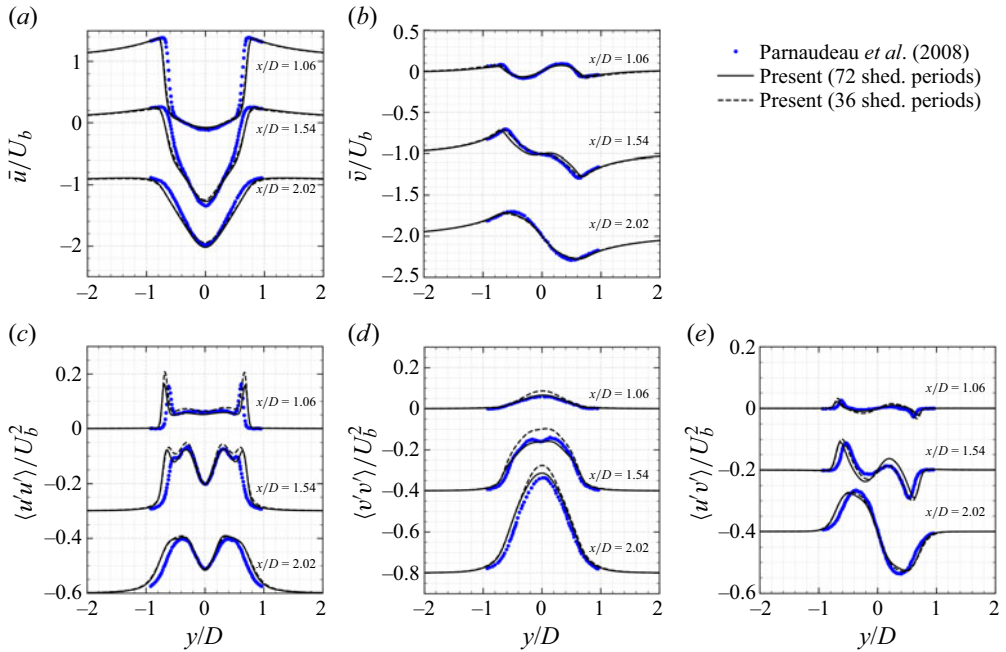 (a)
1
0
−1
−2
ū/U_b
x/D = 1.06
x/D = 1.54
x/D = 2.02
−2 −1 0 1 2
(b)
0.5
0
−0.5
−1.0
−1.5
−2.0
−2.5
v̄/U_b
x/D = 1.06
x/D = 1.54
x/D = 2.02
−2 −1 0 1 2
Parnaudeau et al. (2008)
Present (72 shed. periods)
Present (36 shed. periods)
(c)
0.2
0
−0.2
−0.4
−0.6
⟨u′u′⟩/U_b^2
x/D = 1.06
x/D = 1.54
x/D = 2.02
−2 −1 0 1 2
y/D
(d)
0.2
0
−0.2
−0.4
−0.6
−0.8
⟨v′v′⟩/U_b^2
x/D = 1.06
x/D = 1.54
x/D = 2.02
−2 −1 0 1 2
y/D
(e)
0.2
0
−0.2
−0.4
−0.6
⟨u′v′⟩/U_b^2
x/D = 1.06
x/D = 1.54
x/D = 2.02
−2 −1 0 1 2
y/D